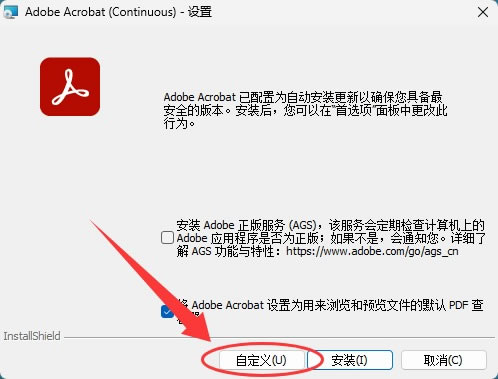 Adobe Acrobat (Continuous) - 设置
Adobe Acrobat 已配置为自动安装更新以确保您具备最
安全的版本。安装后，您可以在“首选项”面板中更改此
行为。
安装 Adobe 正版服务 (AGS)，该服务会定期检查计算机上的
Adobe 应用程序是否为正版；如果不是，会通知您。详细了
解 AGS 功能与特性：https://www.adobe.com/go/ags_cn
Adobe Acrobat 设置为用来浏览和预览文件的默认 PDF 查
InstallShield
自定义(U)
安装(I)
取消(C)